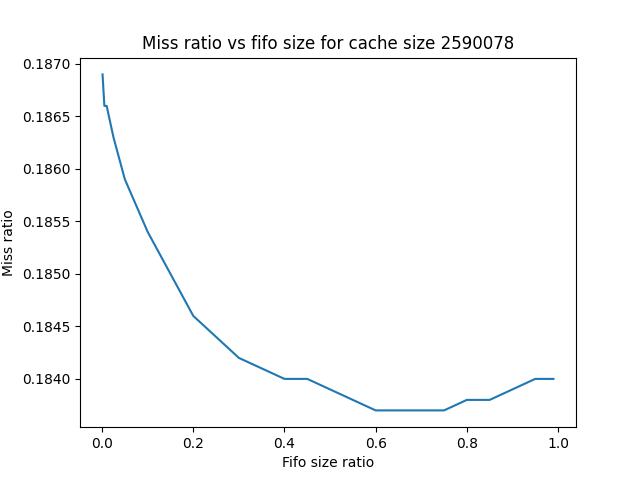 Miss ratio vs fifo size for cache size 2590078
0.1870
0.1865
0.1860
0.1855
0.1850
0.1845
0.1840
Miss ratio
0.0 0.2 0.4 0.6 0.8 1.0
Fifo size ratio